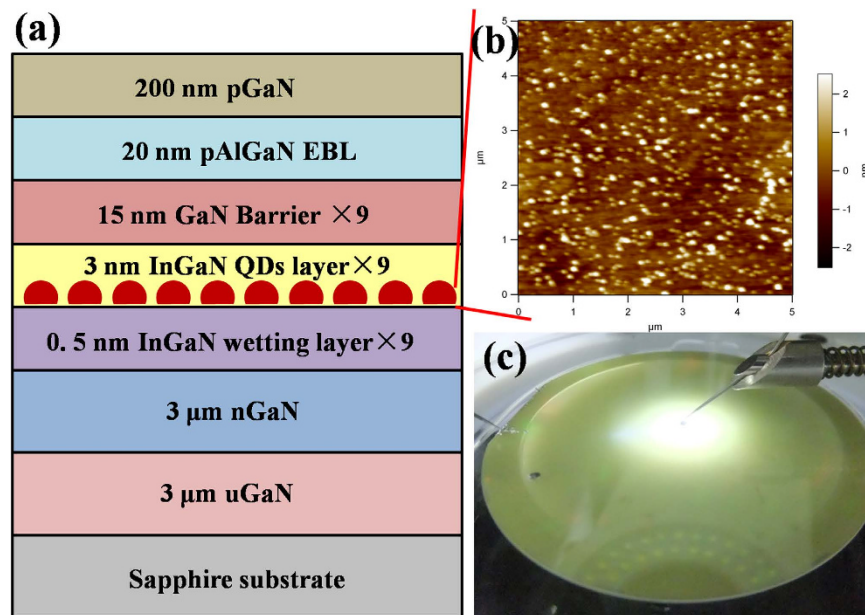 (a)
200 nm pGaN
20 nm pAlGaN EBL
15 nm GaN Barrier ×9
3 nm InGaN QDs layer×9
0. 5 nm InGaN wetting layer×9
3 μm nGaN
3 μm uGaN
Sapphire substrate
(b)
5
4
3
2
1
0
μm
0
1
2
3
4
5
μm
2
1
0
-1
-2
nm
(c)